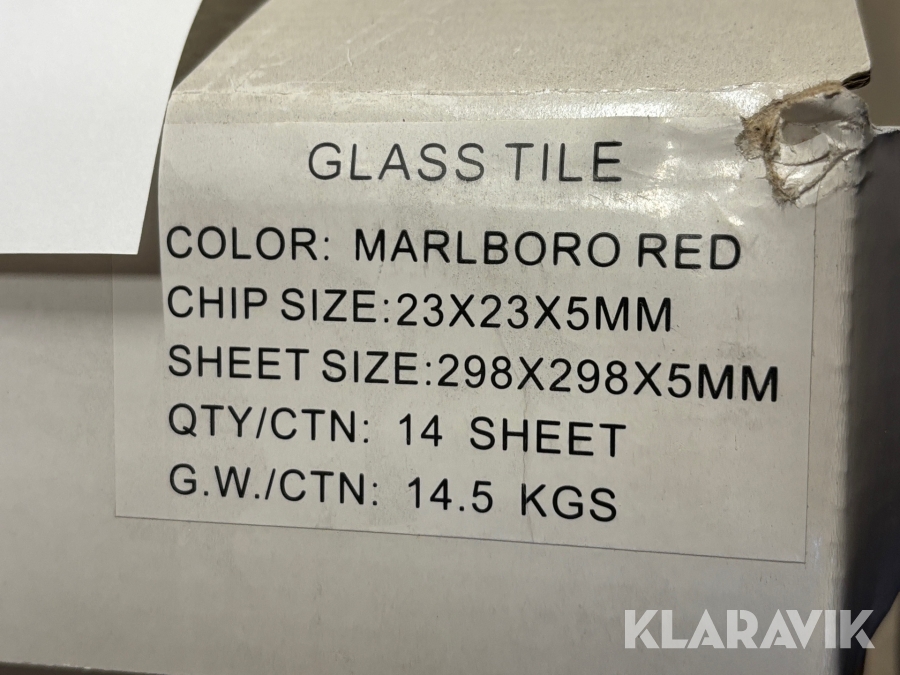 GLASS TILE
COLOR: MARLBORO RED
CHIP SIZE:23X23X5MM
SHEET SIZE:298X298X5MM
QTY/CTN: 14 SHEET
G.W./CTN: 14.5 KGS
KLARAVIK